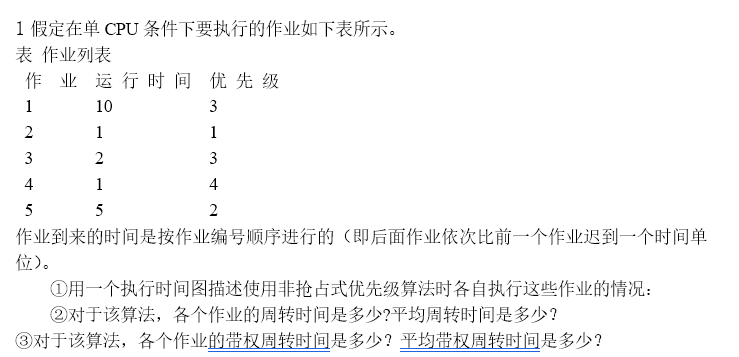 1 假定在单 CPU 条件下要执行的作业如下表所示。
表 作业列表
作 业 运行时间 优先级
1 10 3
2 1 1
3 2 3
4 1 4
5 5 2
作业到来的时间是按作业编号顺序进行的（即后面作业依次比前一个作业迟到一个时间单
位）。
①用一个执行时间图描述使用非抢占式优先级算法时各自执行这些作业的情况：
②对于该算法，各个作业的周转时间是多少?平均周转时间是多少？
③对于该算法，各个作业的带权周转时间是多少？平均带权周转时间是多少？